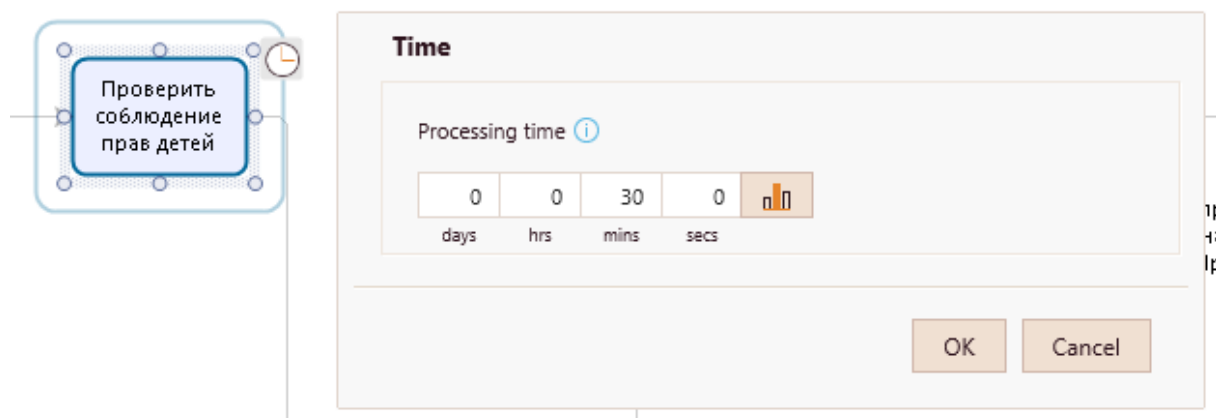 Проверить
соблюдение
прав детей
Time
Processing time
0 0 30 0
days hrs mins secs
OK Cancel